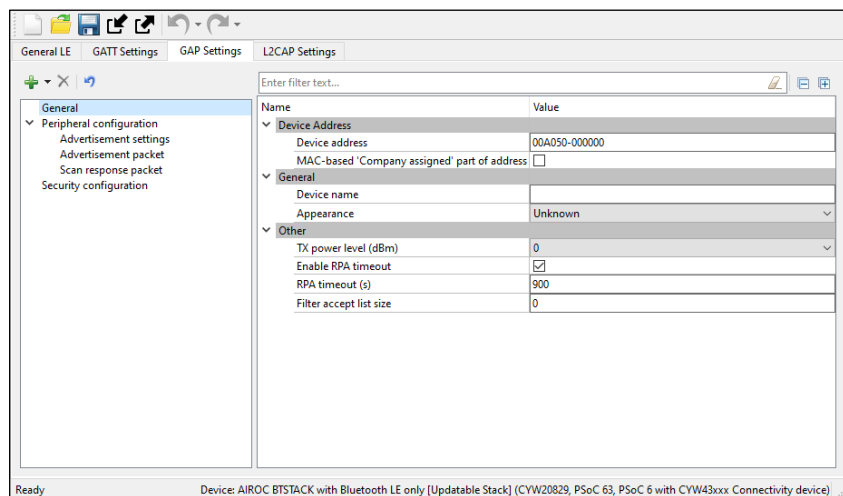 General LE GATT Settings GAP Settings L2CAP Settings
Enter filter text...
General
Peripheral configuration
Advertisement settings
Advertisement packet
Scan response packet
Security configuration
Name Value
Device Address
Device address 00A050-000000
MAC-based 'Company assigned' part of address
General
Device name
Appearance Unknown
Other
TX power level (dBm) 0
Enable RPA timeout
RPA timeout (s) 900
Filter accept list size 0
Ready Device: AIROC BTSTACK with Bluetooth LE only [Updatable Stack] (CYW20829, PSoC 63, PSoC 6 with CYW43xxx Connectivity device)